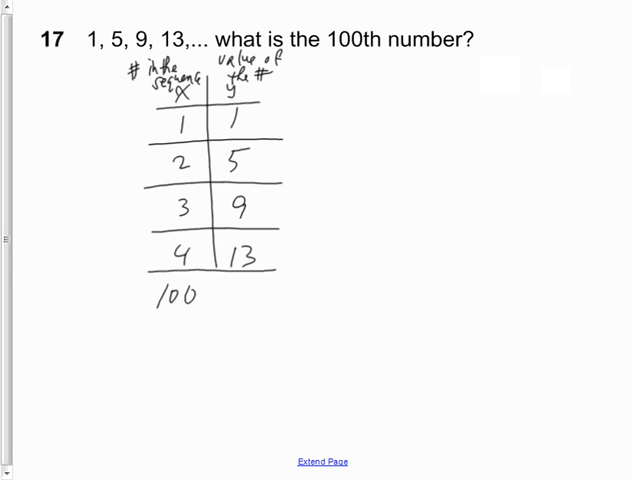 17 1, 5, 9, 13,... what is the 100th number?
# in the sequence value of the #
x y
1 1
2 5
3 9
4 13
100
Extend Page